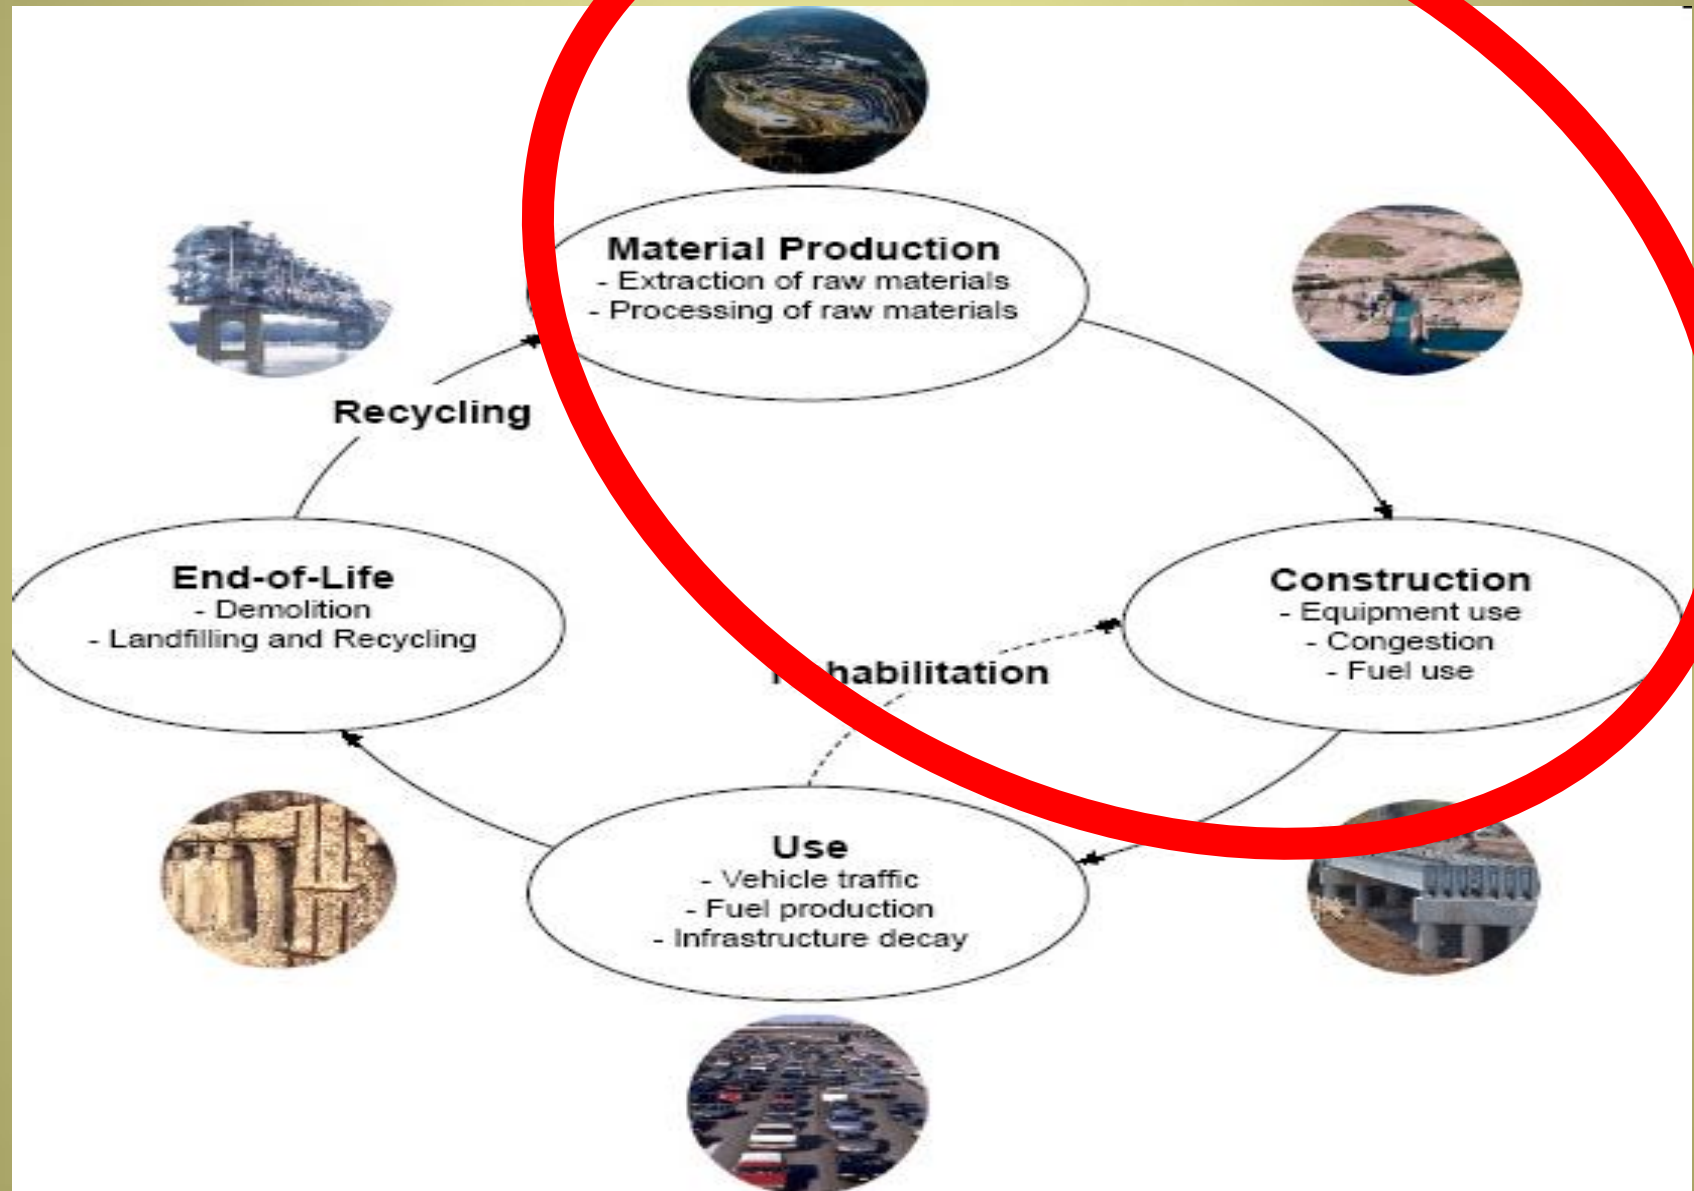 Material Production
- Extraction of raw materials
- Processing of raw materials
Recycling
End-of-Life
- Demolition
- Landfilling and Recycling
Construction
- Equipment use
- Congestion
- Fuel use
Use
- Vehicle traffic
- Fuel production
- Infrastructure decay